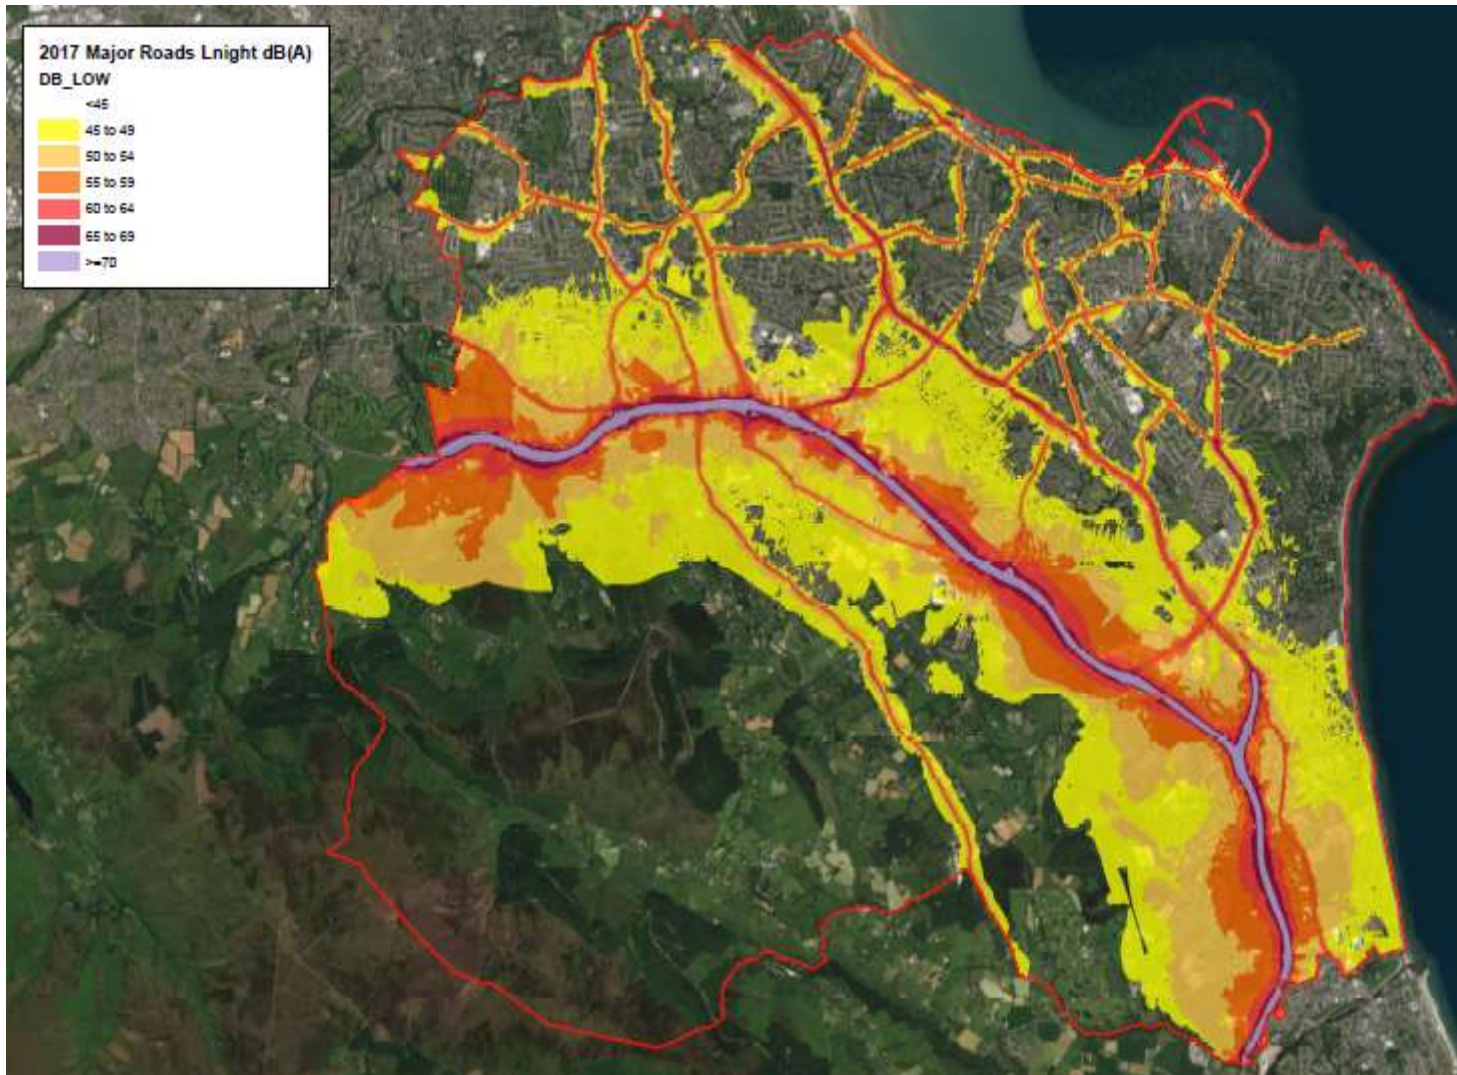 2017 Major Roads Lnight dB(A)
DB_LOW
<45
45 to 49
50 to 54
55 to 59
60 to 64
65 to 69
>=70